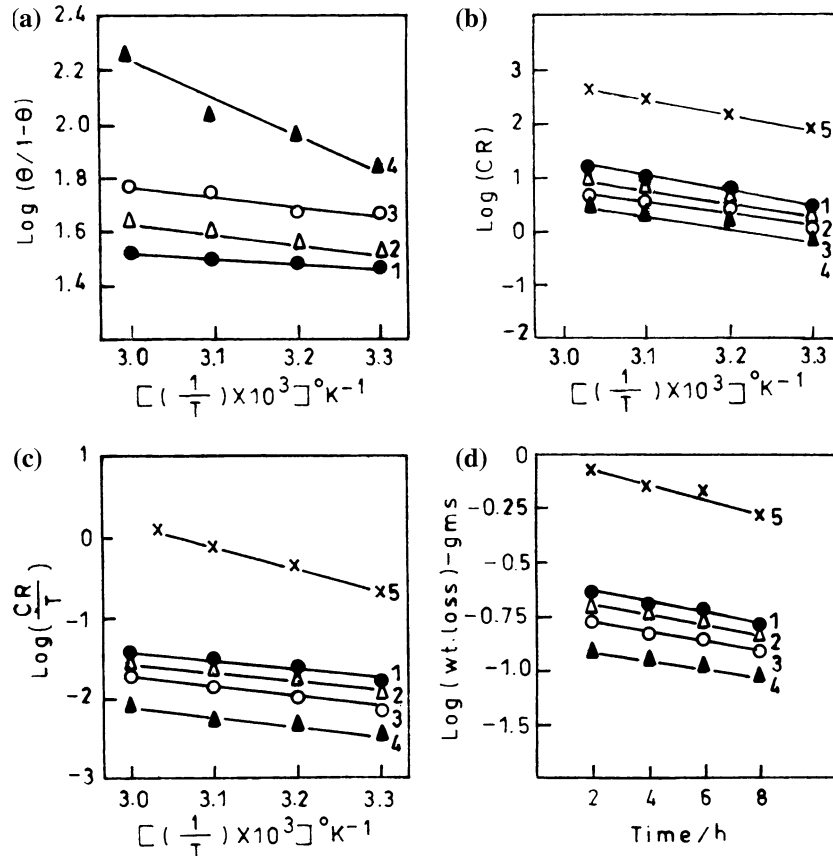 (a)
2.4
2.2
2.0
1.8
1.6
1.4
Log (θ/1-θ)
4
3
2
1
3.0 3.1 3.2 3.3
[(1/T)X10³]°K⁻¹
(b)
3
2
1
0
-1
-2
Log (CR)
5
1
2
3
4
3.0 3.1 3.2 3.3
[(1/T)X10³]°K⁻¹
(c)
1
0
-1
-2
-3
Log(CR/T)
5
1
2
3
4
3.0 3.1 3.2 3.3
[(1/T)X10³]°K⁻¹
(d)
0
-0.25
-0.5
-0.75
-1.0
-1.5
Log (wt.loss)-gms
5
1
2
3
4
2 4 6 8
Time/h